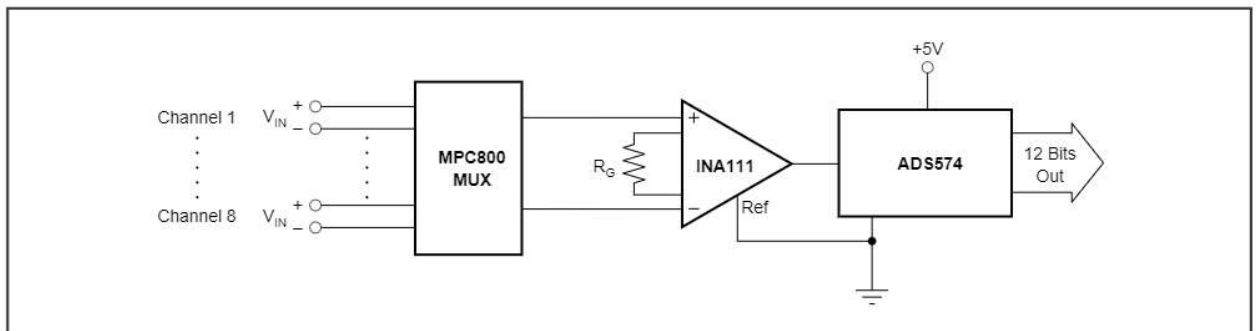 +5V
Channel 1 V_IN + −
MPC800
MUX
+
R_G
INA111
−
Ref
ADS574
12 Bits
Out
Channel 8 V_IN + −